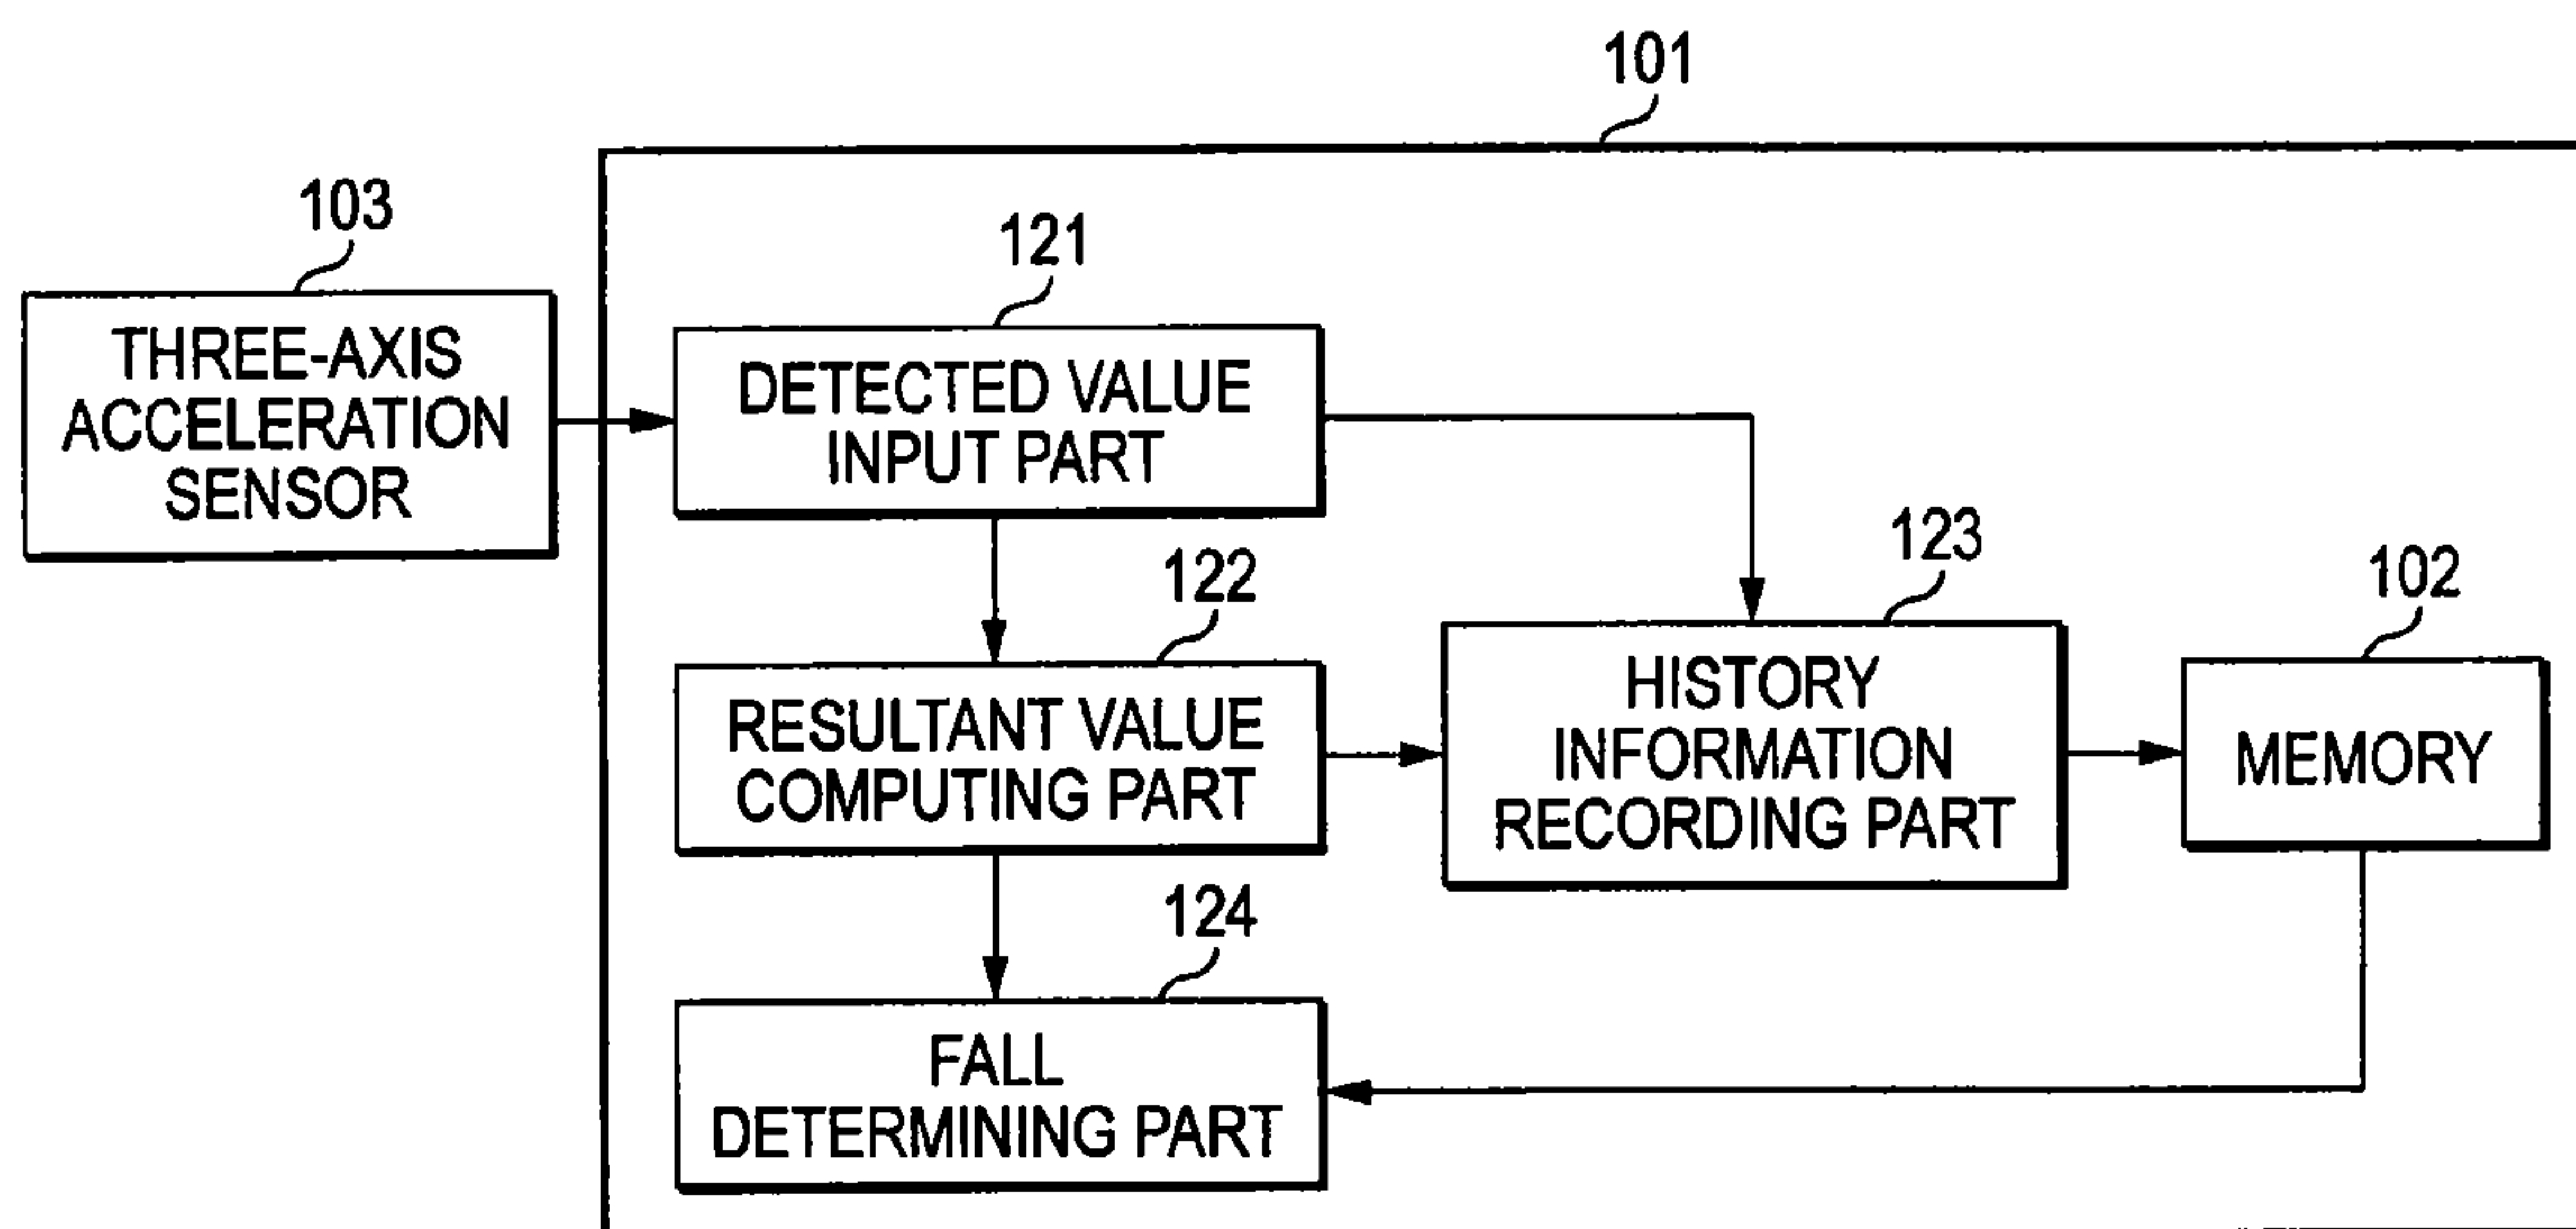 101
103
THREE-AXIS
ACCELERATION
SENSOR
121
DETECTED VALUE
INPUT PART
122
RESULTANT VALUE
COMPUTING PART
123
HISTORY
INFORMATION
RECORDING PART
102
MEMORY
124
FALL
DETERMINING PART